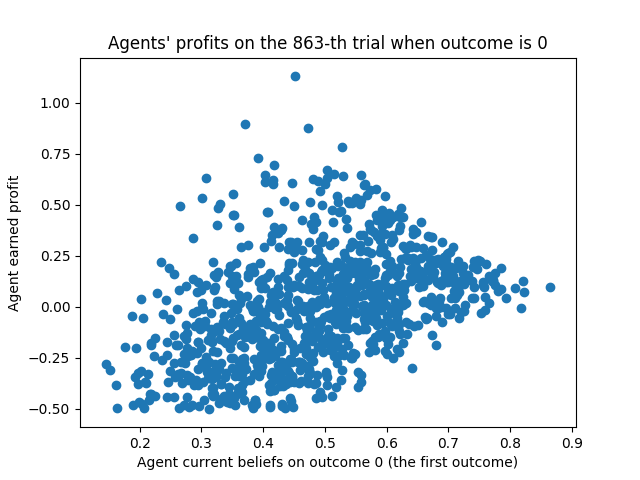 Agents' profits on the 863-th trial when outcome is 0
Agent earned profit
1.00
0.75
0.50
0.25
0.00
−0.25
−0.50
0.2 0.3 0.4 0.5 0.6 0.7 0.8 0.9
Agent current beliefs on outcome 0 (the first outcome)